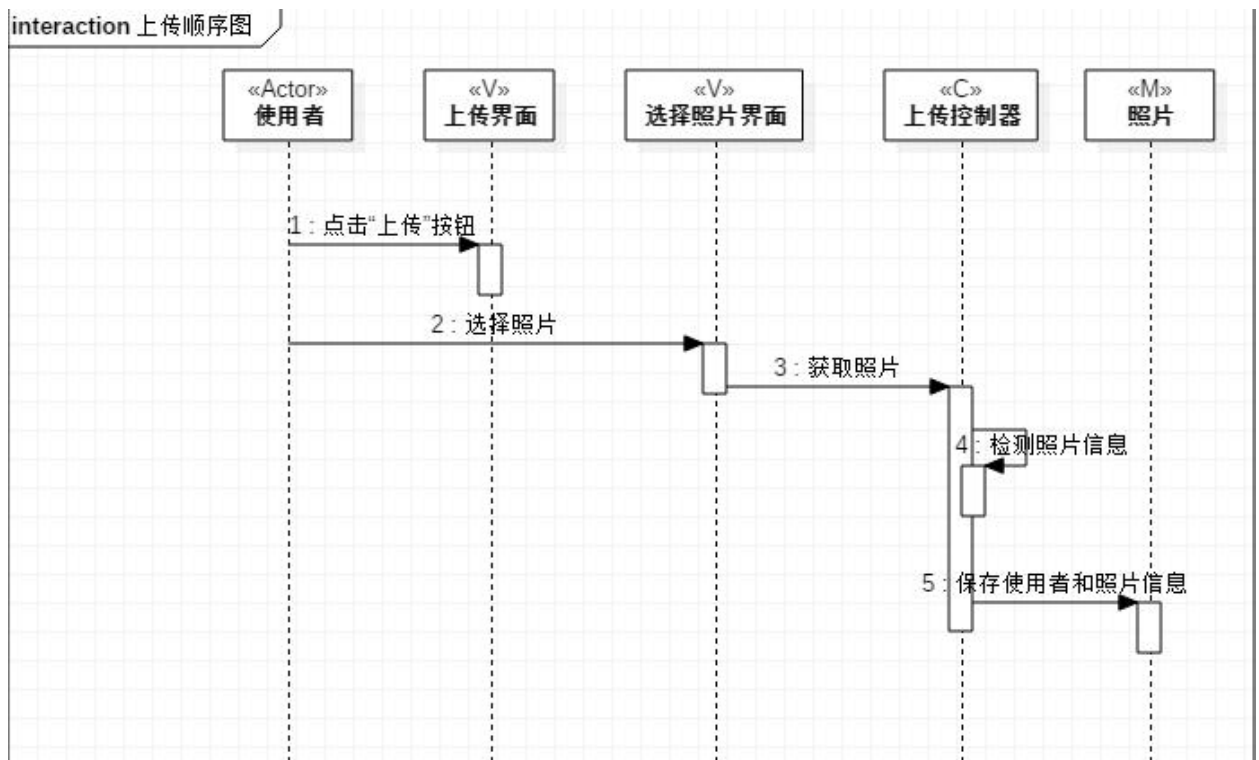 interaction 上传顺序图
«Actor»
使用者
«V»
上传界面
«V»
选择照片界面
«C»
上传控制器
«M»
照片
1 : 点击“上传”按钮
2 : 选择照片
3 : 获取照片
4 : 检测照片信息
5 : 保存使用者和照片信息